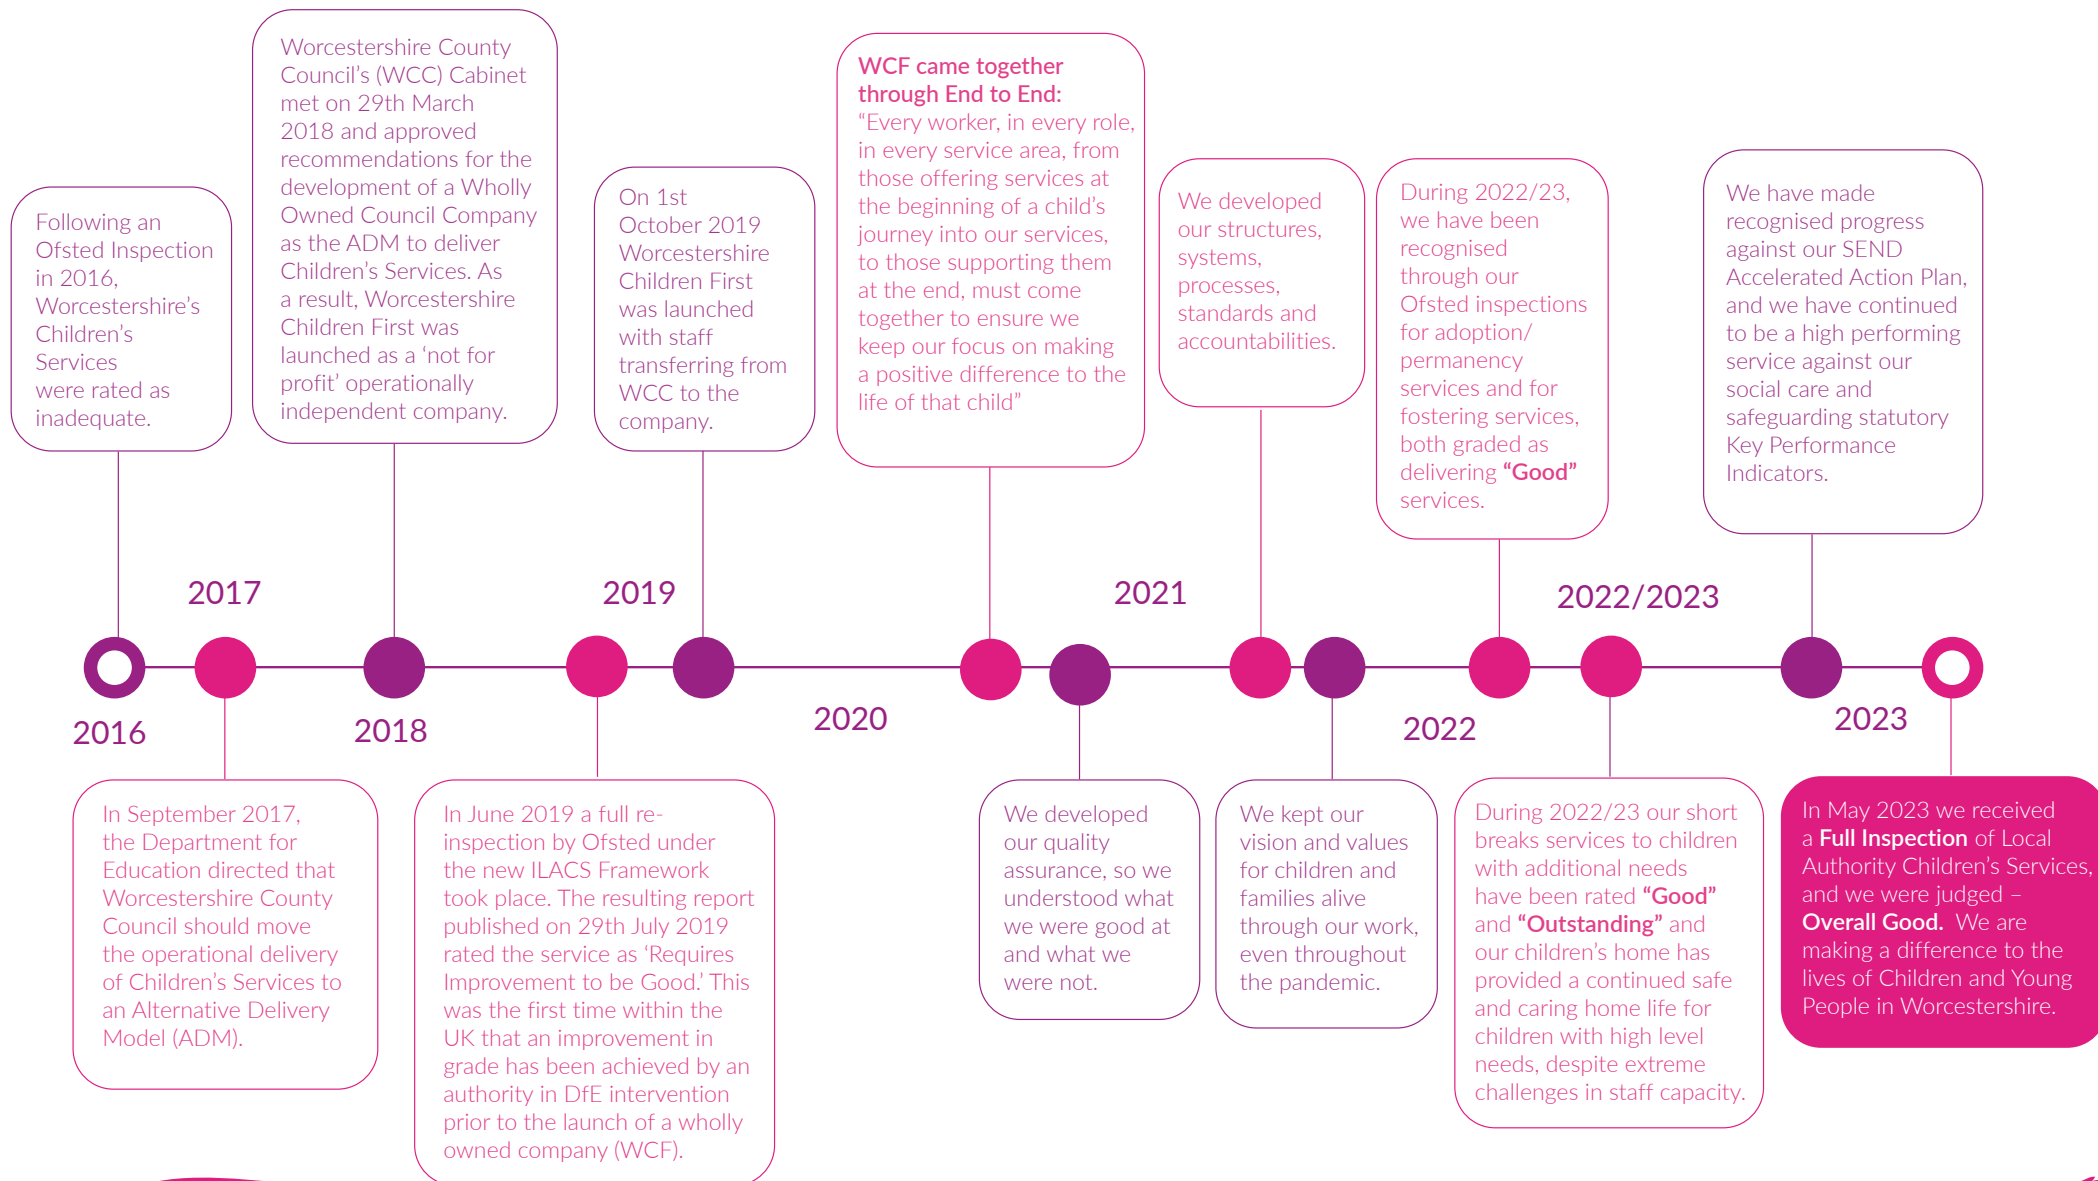 Following an
Ofsted Inspection
in 2016,
Worcestershire’s
Children’s
Services
were rated as
inadequate.
Worcestershire County
Council’s (WCC) Cabinet
met on 29th March
2018 and approved
recommendations for the
development of a Wholly
Owned Council Company
as the ADM to deliver
Children’s Services. As
a result, Worcestershire
Children First was
launched as a ‘not for
profit’ operationally
independent company.
On 1st
October 2019
Worcestershire
Children First
was launched
with staff
transferring from
WCC to the
company.
WCF came together
through End to End:
“Every worker, in every role,
in every service area, from
those offering services at
the beginning of a child’s
journey into our services,
to those supporting them
at the end, must come
together to ensure we
keep our focus on making
a positive difference to the
life of that child”
We developed
our structures,
systems,
processes,
standards and
accountabilities.
During 2022/23,
we have been
recognised
through our
Ofsted inspections
for adoption/
permanency
services and for
fostering services,
both graded as
delivering “Good”
services.
We have made
recognised progress
against our SEND
Accelerated Action Plan,
and we have continued
to be a high performing
service against our
social care and
safeguarding statutory
Key Performance
Indicators.
2017
2019
2021
2022/2023
2016
2018
2020
2022
2023
In September 2017,
the Department for
Education directed that
Worcestershire County
Council should move
the operational delivery
of Children’s Services to
an Alternative Delivery
Model (ADM).
In June 2019 a full re-
inspection by Ofsted under
the new ILACS Framework
took place. The resulting report
published on 29th July 2019
rated the service as ‘Requires
Improvement to be Good.’ This
was the first time within the
UK that an improvement in
grade has been achieved by an
authority in DfE intervention
prior to the launch of a wholly
owned company (WCF).
We developed
our quality
assurance, so we
understood what
we were good at
and what we
were not.
We kept our
vision and values
for children and
families alive
through our work,
even throughout
the pandemic.
During 2022/23 our short
breaks services to children
with additional needs
have been rated “Good”
and “Outstanding” and
our children’s home has
provided a continued safe
and caring home life for
children with high level
needs, despite extreme
challenges in staff capacity.
In May 2023 we received
a Full Inspection of Local
Authority Children’s Services,
and we were judged –
Overall Good. We are
making a difference to the
lives of Children and Young
People in Worcestershire.